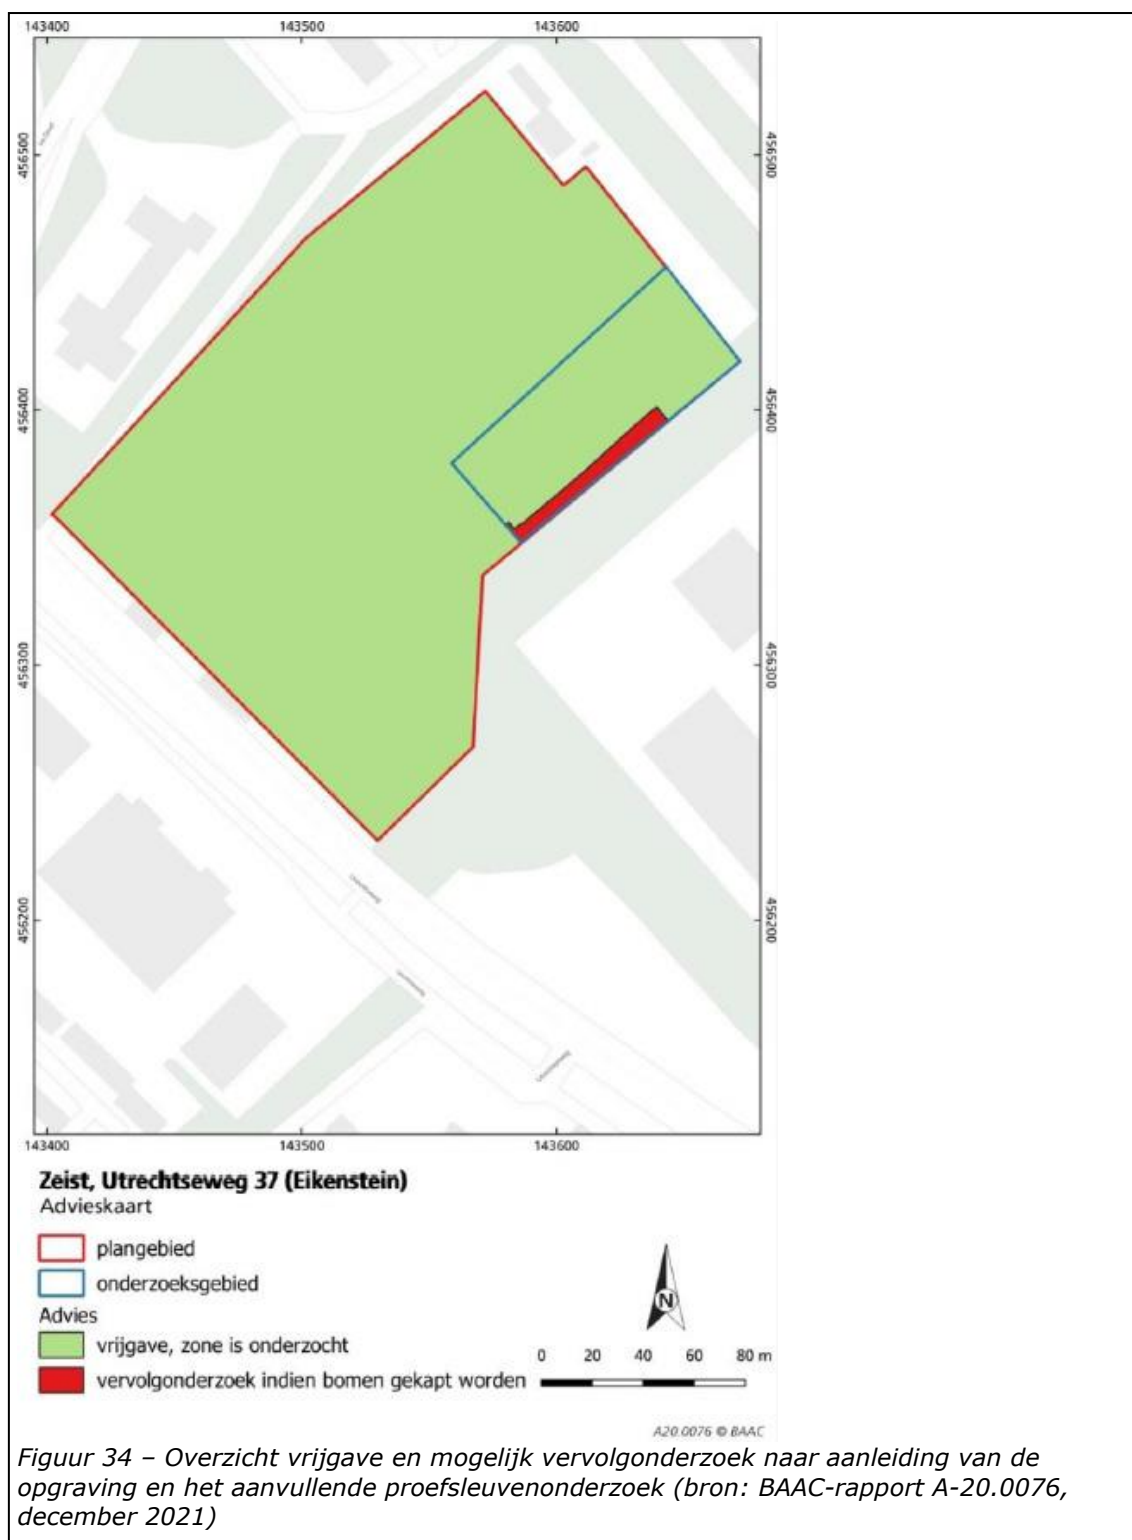 143400 143500 143600
456500 456500
456400 456400
456300 456300
456200 456200
143400 143500 143600
Zeist, Utrechtseweg 37 (Eikenstein)
Advieskaart
plangebied
onderzoeksgebied
Advies
vrijgave, zone is onderzocht
vervolgonderzoek indien bomen gekapt worden
N
0 20 40 60 80 m
A20.0076 © BAAC
Figuur 34 – Overzicht vrijgave en mogelijk vervolgonderzoek naar aanleiding van de
opgraving en het aanvullende proefsleuvenonderzoek (bron: BAAC-rapport A-20.0076,
december 2021)